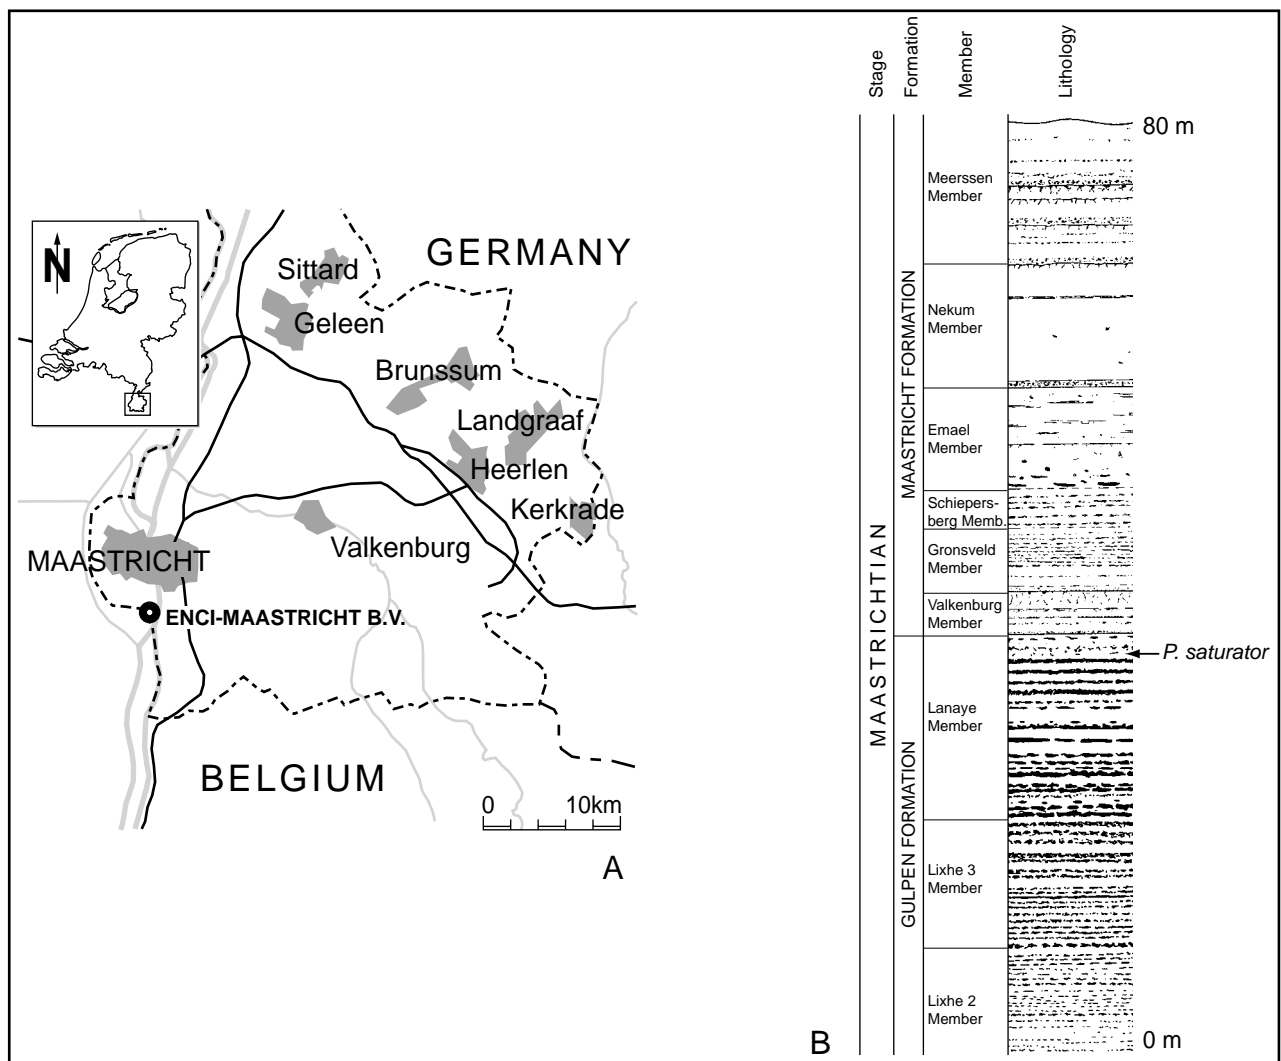 N
GERMANY
Sittard
Geleen
Brunssum
Landgraaf
Heerlen
Kerkrade
Valkenburg
MAASTRICHT
ENCI-MAASTRICHT B.V.
BELGIUM
0 10km
A
Stage
Formation
Member
Lithology
80 m
MAASTRICHTIAN
MAASTRICHT FORMATION
Meerssen
Member
Nekum
Member
Emael
Member
Schiepers-
berg Memb.
Gronsveld
Member
Valkenburg
Member
P. saturator
GULPEN FORMATION
Lanaye
Member
Lixhe 3
Member
Lixhe 2
Member
0 m
B